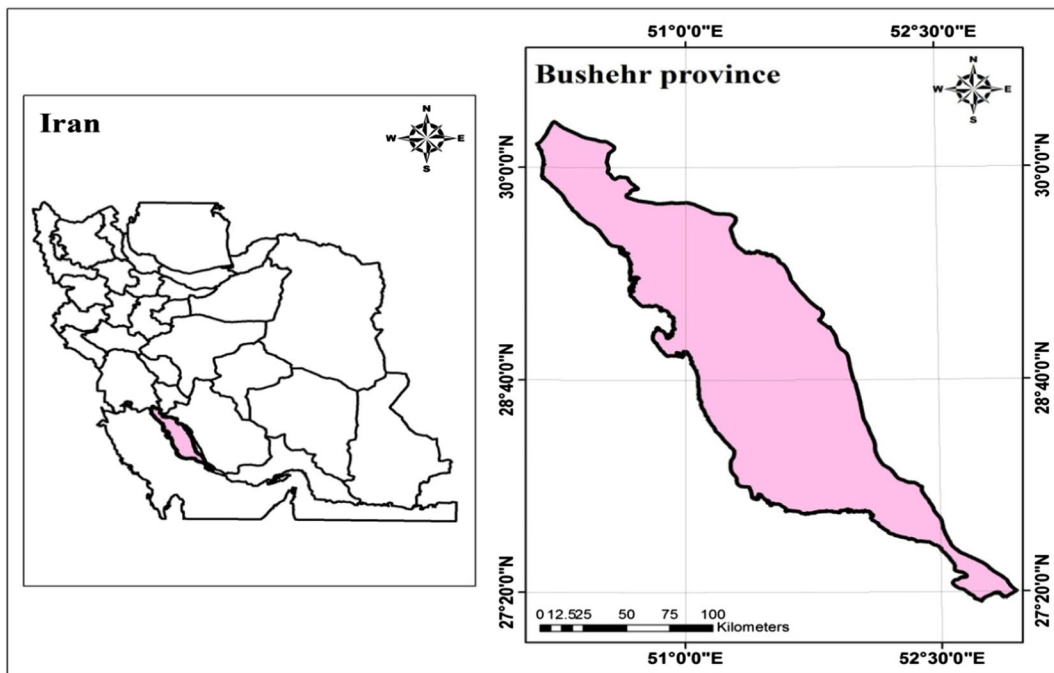 Iran
N
W E
S
51°0'0"E 52°30'0"E
Bushehr province
N
W E
S
30°0'0"N 30°0'0"N
28°40'0"N 28°40'0"N
27°20'0"N 27°20'0"N
0 12.525 50 75 100
Kilometers
51°0'0"E 52°30'0"E